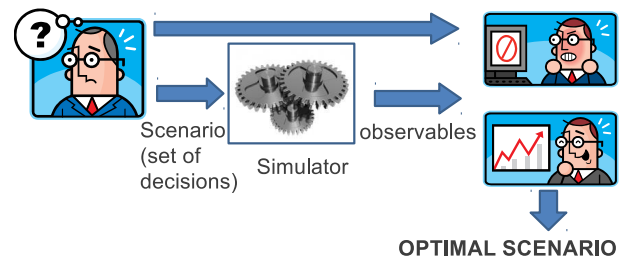 ?
Scenario
(set of
decisions)
Simulator
observables
OPTIMAL SCENARIO